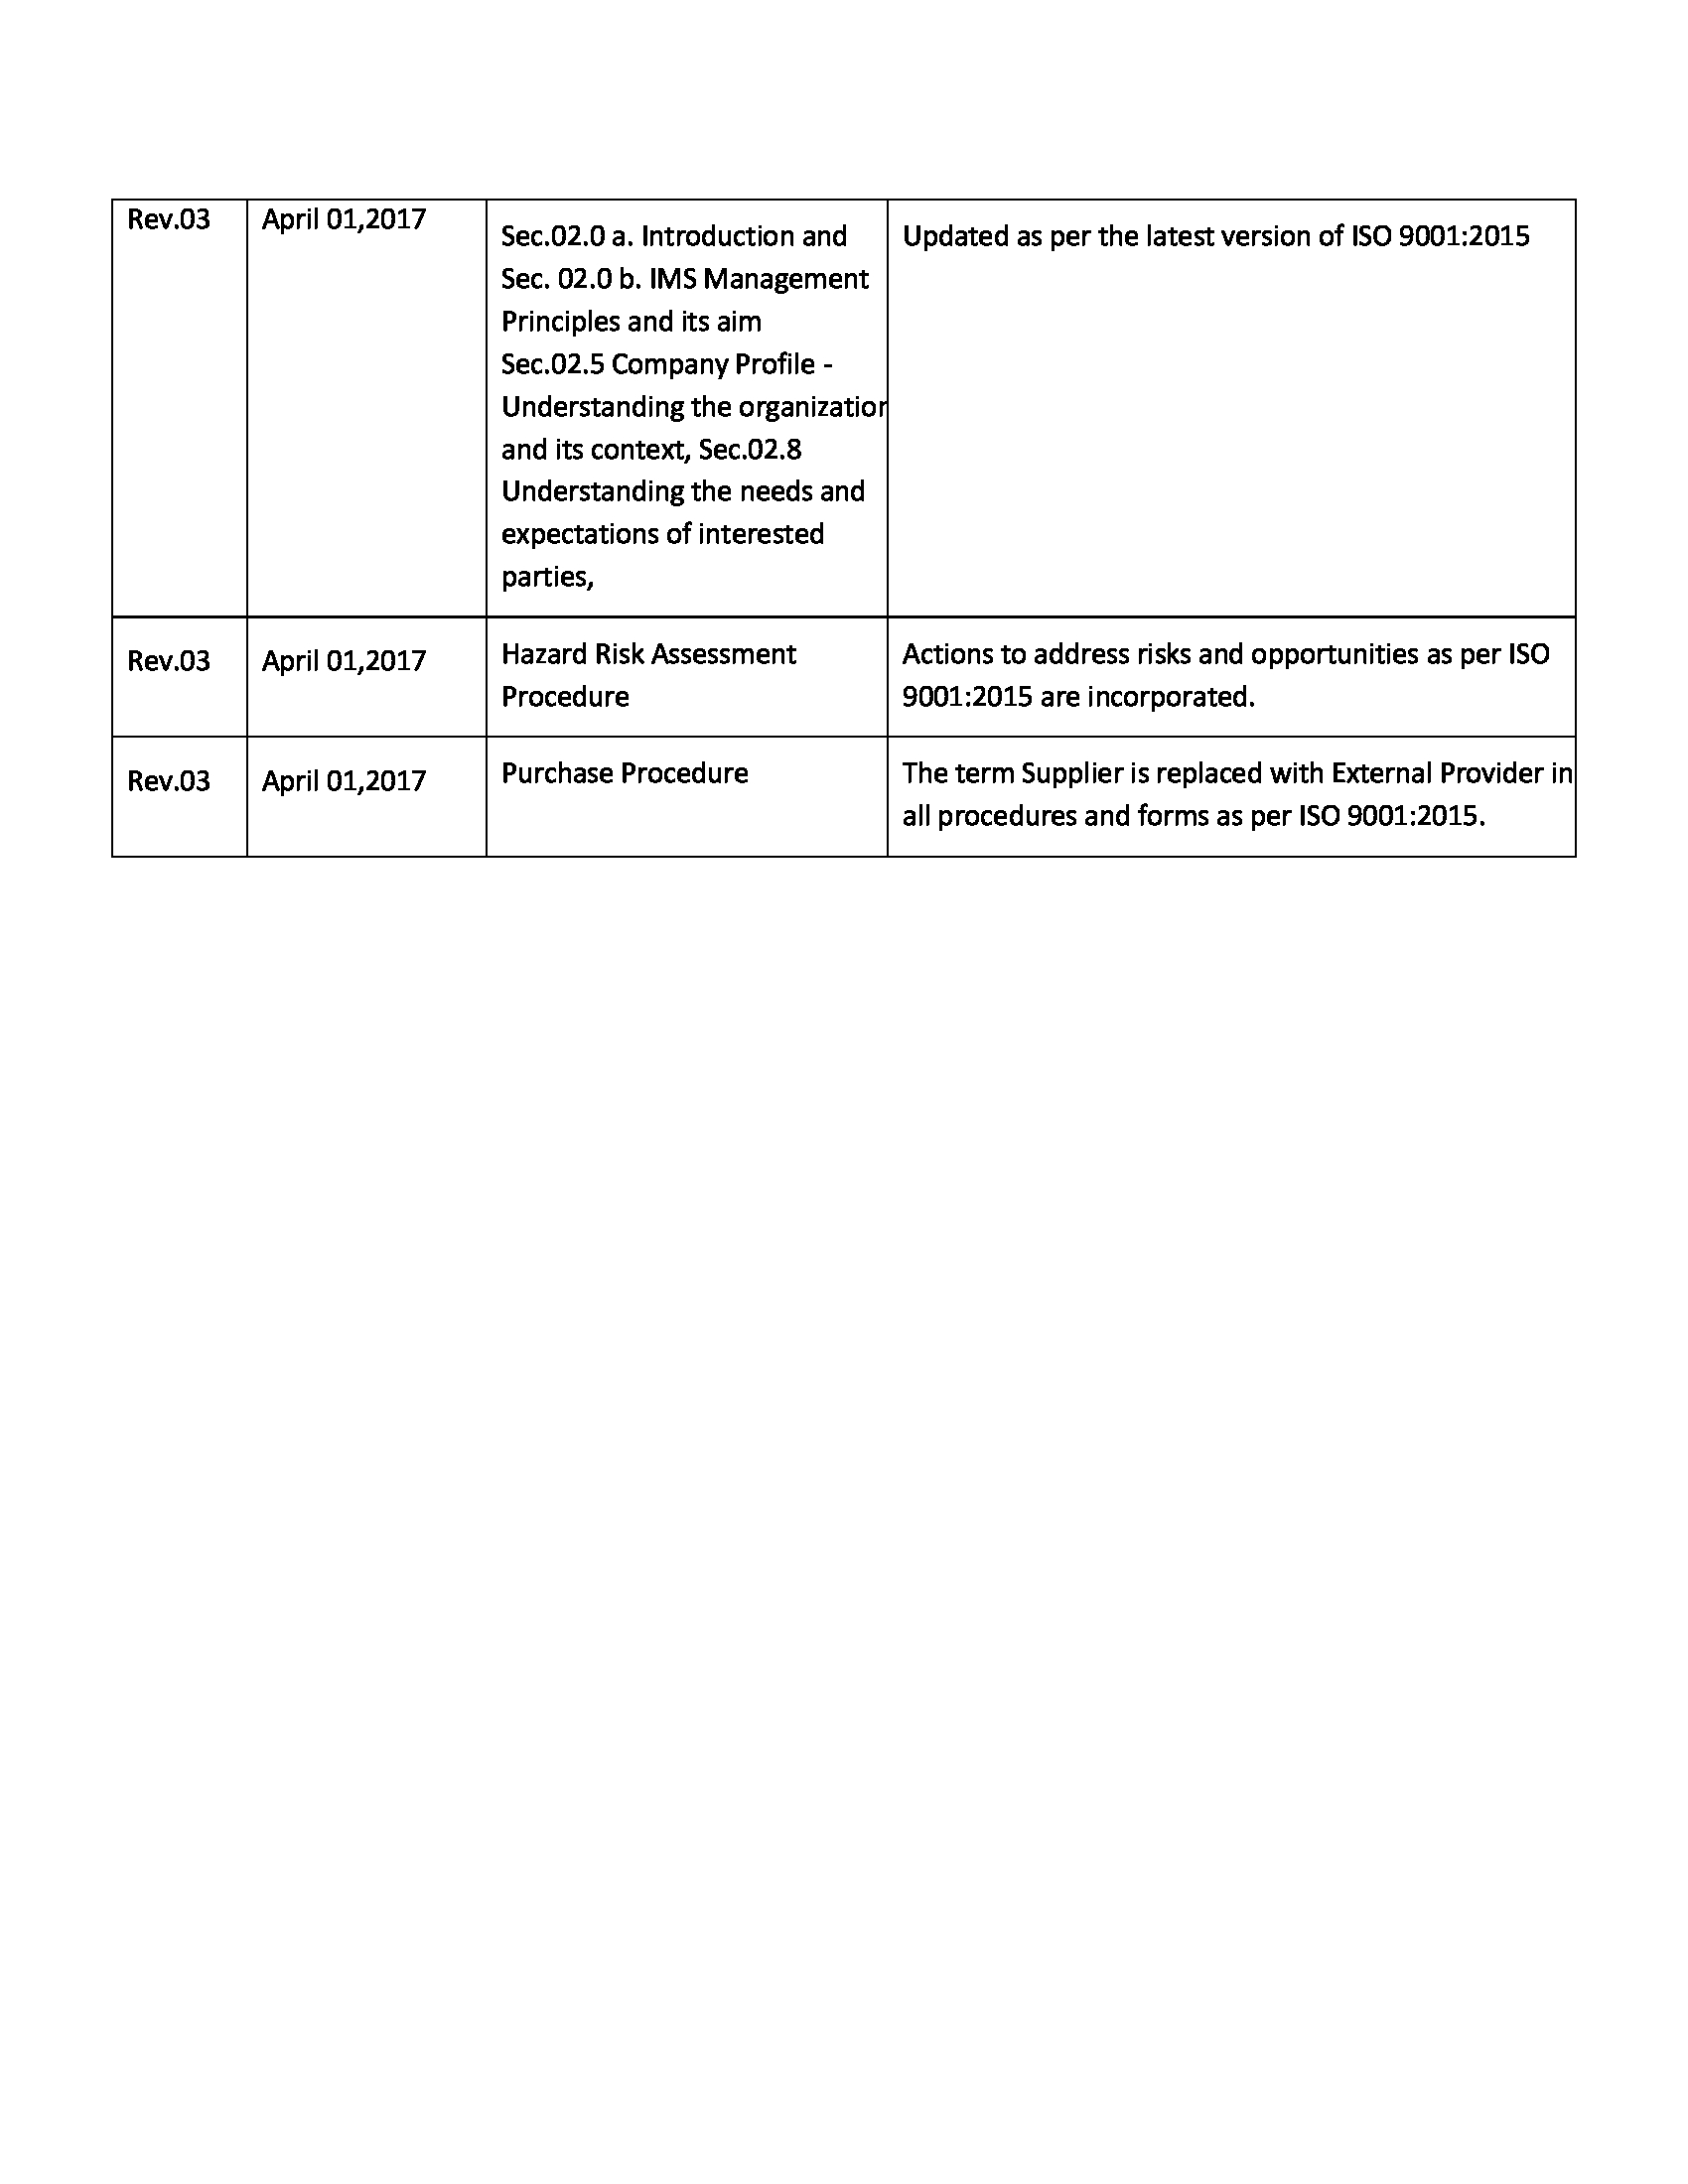 Rev.03
April 01,2017
Sec.02.0 a. Introduction and
Sec. 02.0 b. IMS Management
Principles and its aim
Sec.02.5 Company Profile -
Understanding the organization
and its context, Sec.02.8
Understanding the needs and
expectations of interested
parties,
Updated as per the latest version of ISO 9001:2015
Rev.03
April 01,2017
Hazard Risk Assessment
Procedure
Actions to address risks and opportunities as per ISO
9001:2015 are incorporated.
Rev.03
April 01,2017
Purchase Procedure
The term Supplier is replaced with External Provider in
all procedures and forms as per ISO 9001:2015.